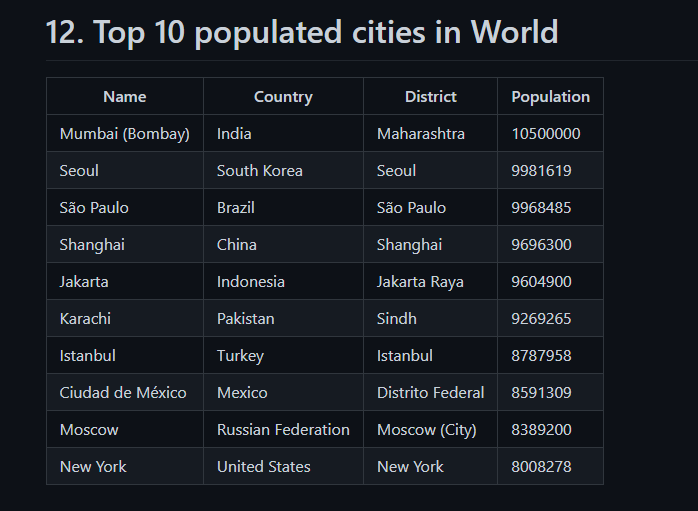 12. Top 10 populated cities in World
Name Country District Population
Mumbai (Bombay) India Maharashtra 10500000
Seoul South Korea Seoul 9981619
São Paulo Brazil São Paulo 9968485
Shanghai China Shanghai 9696300
Jakarta Indonesia Jakarta Raya 9604900
Karachi Pakistan Sindh 9269265
Istanbul Turkey Istanbul 8787958
Ciudad de México Mexico Distrito Federal 8591309
Moscow Russian Federation Moscow (City) 8389200
New York United States New York 8008278